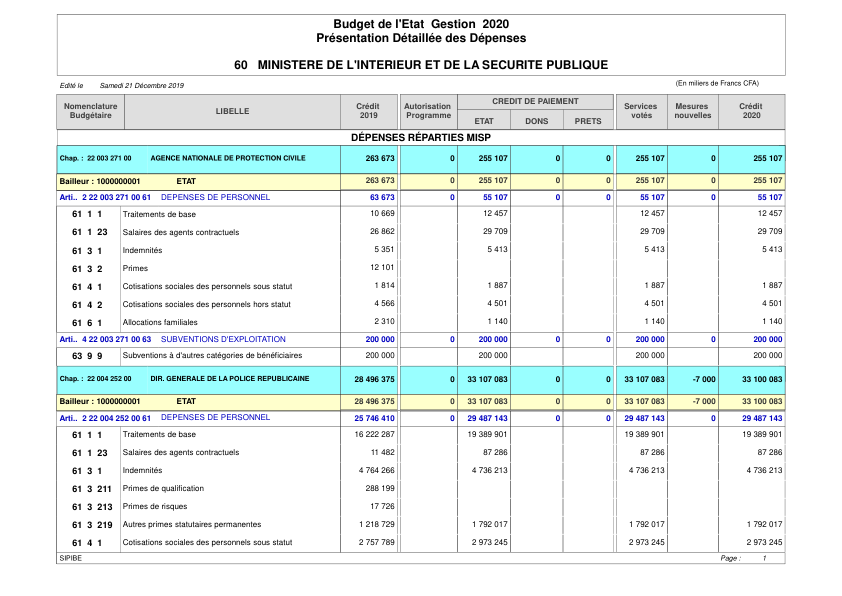 Budget de l'Etat Gestion 2020
Présentation Détaillée des Dépenses
60 MINISTERE DE L'INTERIEUR ET DE LA SECURITE PUBLIQUE
Edité le Samedi 21 Décembre 2019 (En milliers de Francs CFA)
Nomenclature Budgétaire LIBELLE Crédit 2019 Autorisation Programme CREDIT DE PAIEMENT ETAT DONS PRETS Services votés Mesures nouvelles Crédit 2020
DÉPENSES RÉPARTIES MISP
Chap. : 22 003 271 00 AGENCE NATIONALE DE PROTECTION CIVILE 263 673 0 255 107 0 0 255 107 0 255 107
Bailleur : 1000000001 ETAT 263 673 0 255 107 0 0 255 107 0 255 107
Arti.. 2 22 003 271 00 61 DEPENSES DE PERSONNEL 63 673 0 55 107 0 0 55 107 0 55 107
61 1 1 Traitements de base 10 669 12 457 12 457 12 457
61 1 23 Salaires des agents contractuels 26 862 29 709 29 709 29 709
61 3 1 Indemnités 5 351 5 413 5 413 5 413
61 3 2 Primes 12 101
61 4 1 Cotisations sociales des personnels sous statut 1 814 1 887 1 887 1 887
61 4 2 Cotisations sociales des personnels hors statut 4 566 4 501 4 501 4 501
61 6 1 Allocations familiales 2 310 1 140 1 140 1 140
Arti.. 4 22 003 271 00 63 SUBVENTIONS D'EXPLOITATION 200 000 0 200 000 0 0 200 000 0 200 000
63 9 9 Subventions à d'autres catégories de bénéficiaires 200 000 200 000 200 000 200 000
Chap. : 22 004 252 00 DIR. GENERALE DE LA POLICE REPUBLICAINE 28 496 375 0 33 107 083 0 0 33 107 083 -7 000 33 100 083
Bailleur : 1000000001 ETAT 28 496 375 0 33 107 083 0 0 33 107 083 -7 000 33 100 083
Arti.. 2 22 004 252 00 61 DEPENSES DE PERSONNEL 25 746 410 0 29 487 143 0 0 29 487 143 0 29 487 143
61 1 1 Traitements de base 16 222 287 19 389 901 19 389 901 19 389 901
61 1 23 Salaires des agents contractuels 11 482 87 286 87 286 87 286
61 3 1 Indemnités 4 764 266 4 736 213 4 736 213 4 736 213
61 3 211 Primes de qualification 288 199
61 3 213 Primes de risques 17 726
61 3 219 Autres primes statutaires permanentes 1 218 729 1 792 017 1 792 017 1 792 017
61 4 1 Cotisations sociales des personnels sous statut 2 757 789 2 973 245 2 973 245 2 973 245
SIPIBE Page : 1